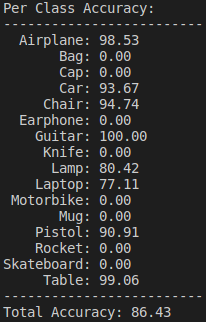 Per Class Accuracy:
-------------------------
Airplane: 98.53
Bag: 0.00
Cap: 0.00
Car: 93.67
Chair: 94.74
Earphone: 0.00
Guitar: 100.00
Knife: 0.00
Lamp: 80.42
Laptop: 77.11
Motorbike: 0.00
Mug: 0.00
Pistol: 90.91
Rocket: 0.00
Skateboard: 0.00
Table: 99.06
-------------------------
Total Accuracy: 86.43